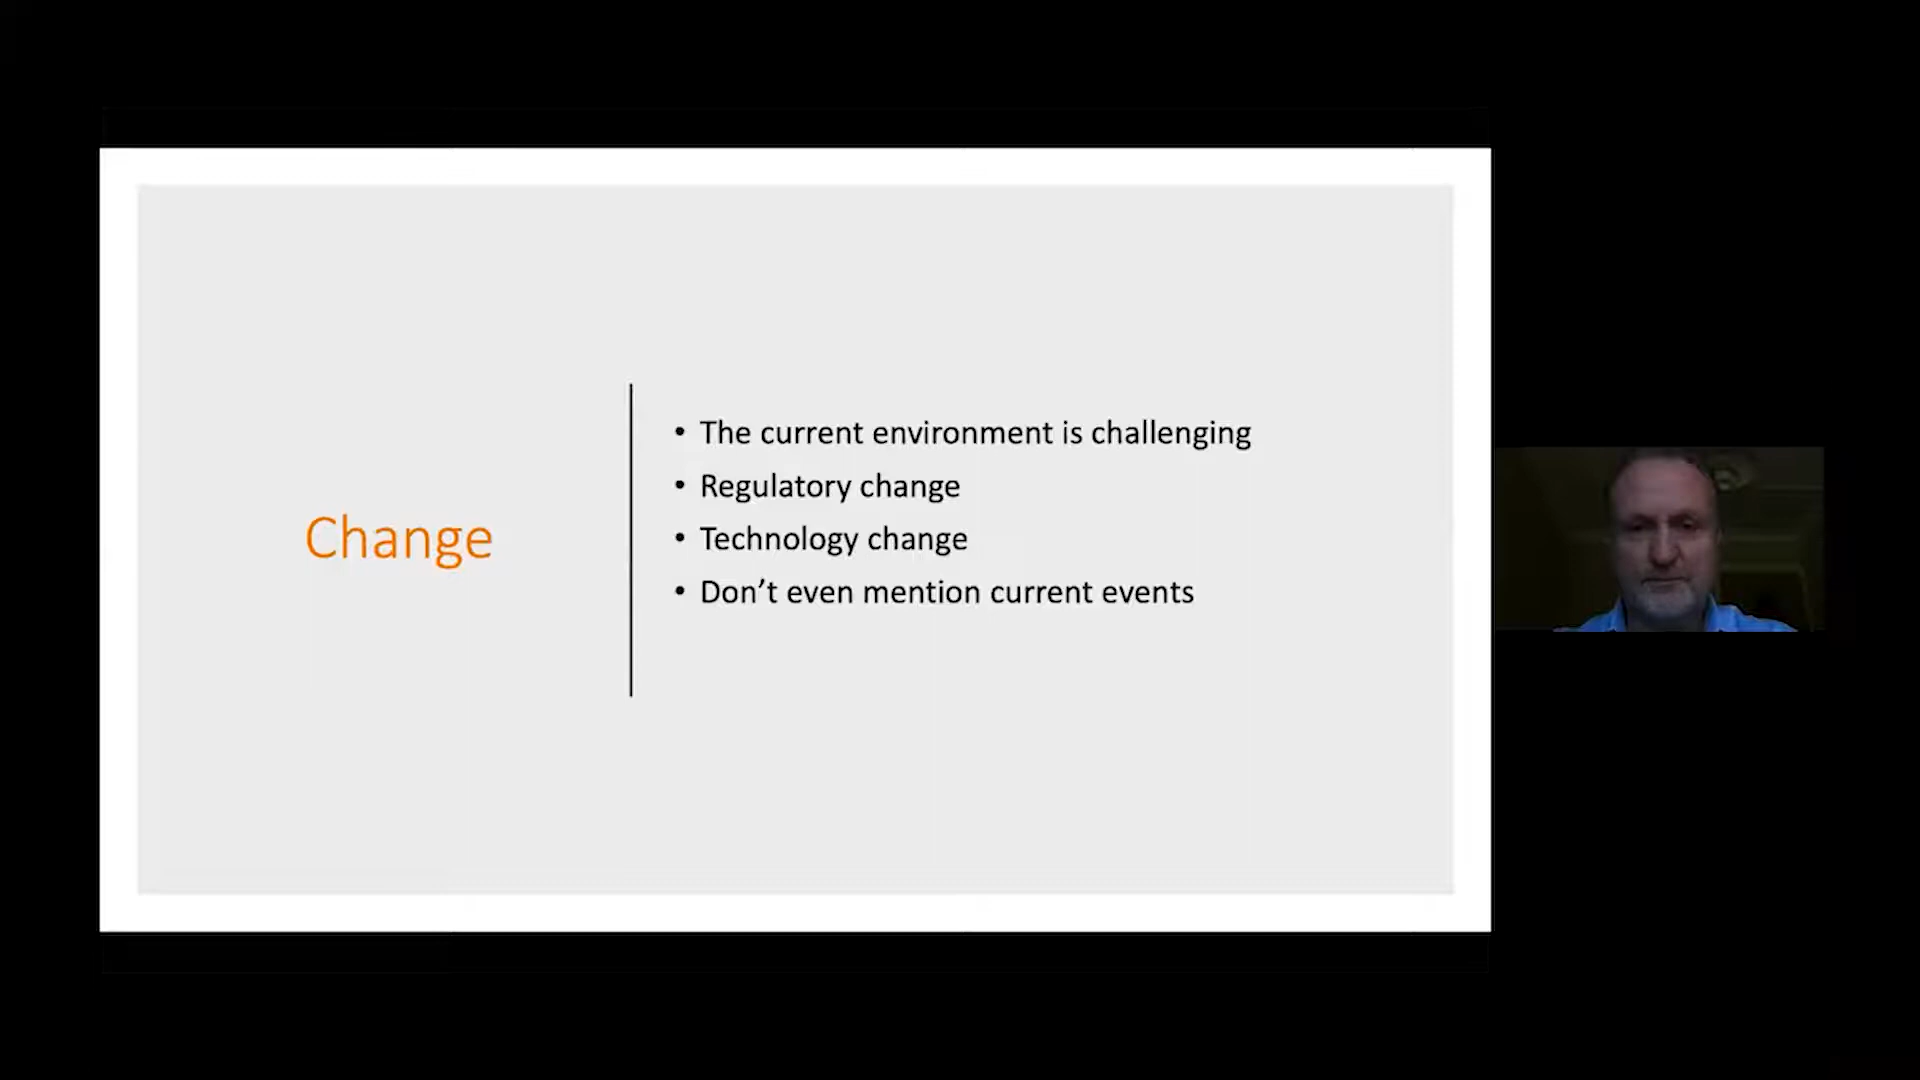 Change
• The current environment is challenging
• Regulatory change
• Technology change
• Don’t even mention current events